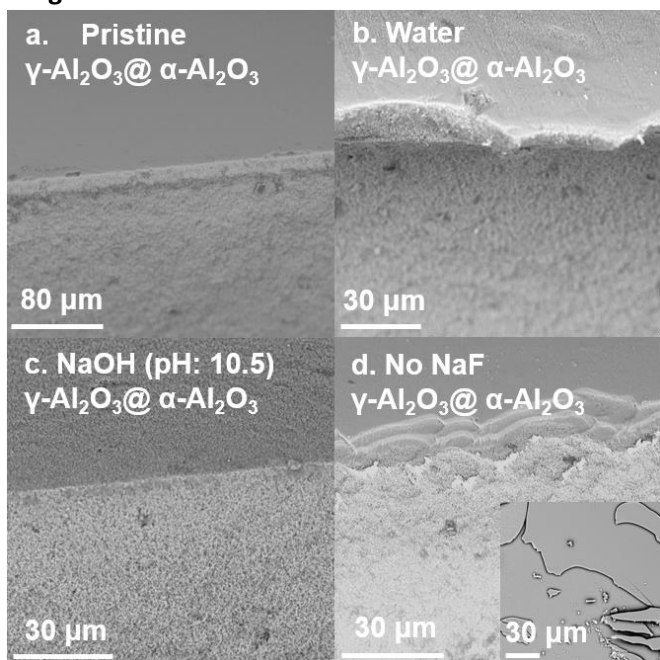 a. Pristine
γ-Al₂O₃@ α-Al₂O₃
80 μm
b. Water
γ-Al₂O₃@ α-Al₂O₃
30 μm
c. NaOH (pH: 10.5)
γ-Al₂O₃@ α-Al₂O₃
30 μm
d. No NaF
γ-Al₂O₃@ α-Al₂O₃
30 μm
30 μm